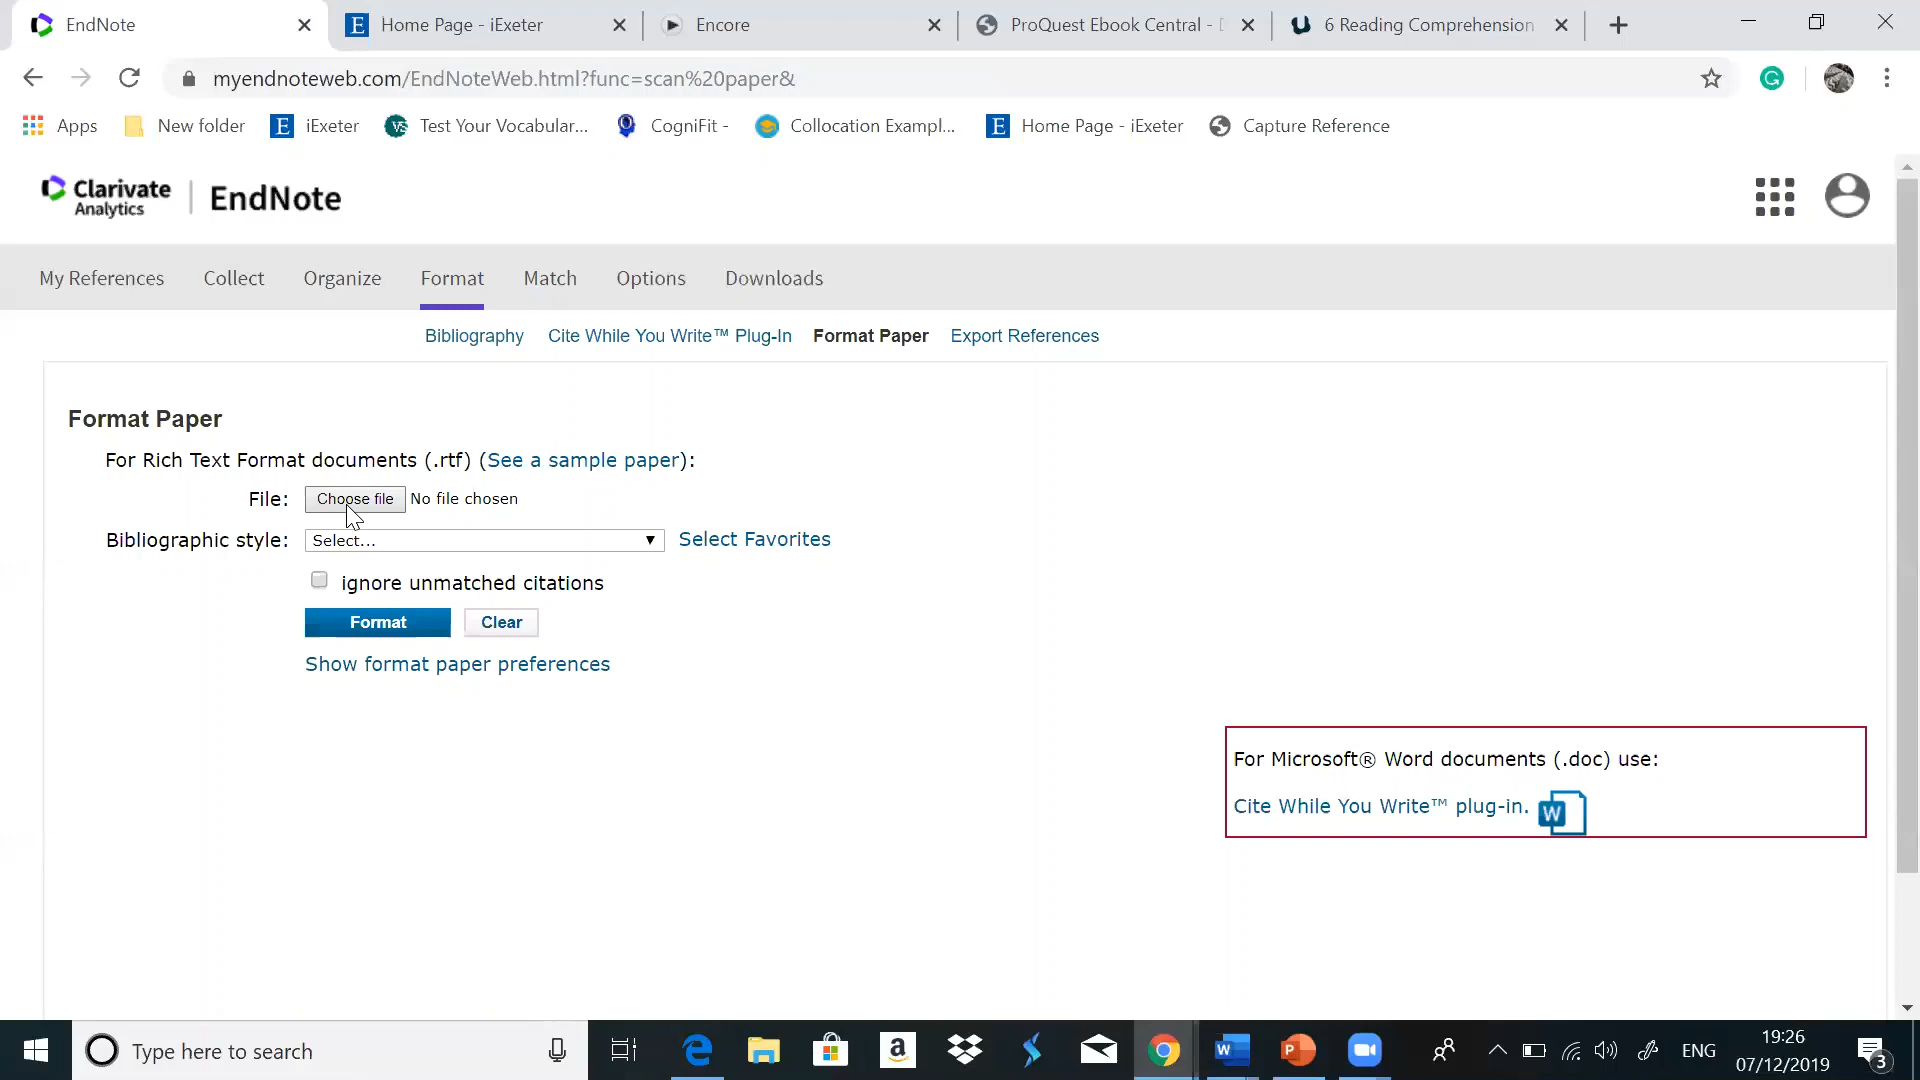 EndNote
Home Page - iExeter
Encore
ProQuest Ebook Central -
6 Reading Comprehension
myendnoteweb.com/EndNoteWeb.html?func=scan%20paper&
Apps
New folder
iExeter
Test Your Vocabular...
CogniFit -
Collocation Exampl...
Home Page - iExeter
Capture Reference
Clarivate
Analytics
EndNote
My References
Collect
Organize
Format
Match
Options
Downloads
Bibliography
Cite While You Write™ Plug-In
Format Paper
Export References
Format Paper
For Rich Text Format documents (.rtf) (See a sample paper):
File: Choose file No file chosen
Bibliographic style: Select... Select Favorites
ignore unmatched citations
Format
Clear
Show format paper preferences
For Microsoft® Word documents (.doc) use:
Cite While You Write™ plug-in.
Type here to search
ENG
19:26
07/12/2019
3